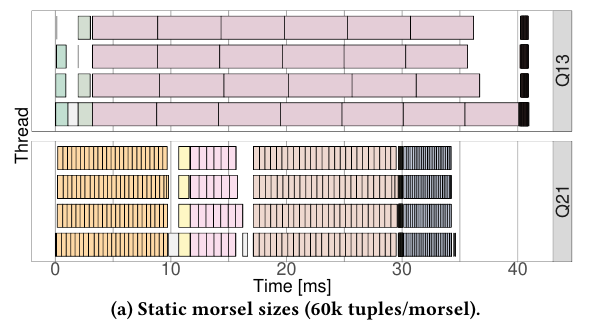 Q13
Thread
Q21
0 10 20 30 40
Time [ms]
(a) Static morsel sizes (60k tuples/morsel).